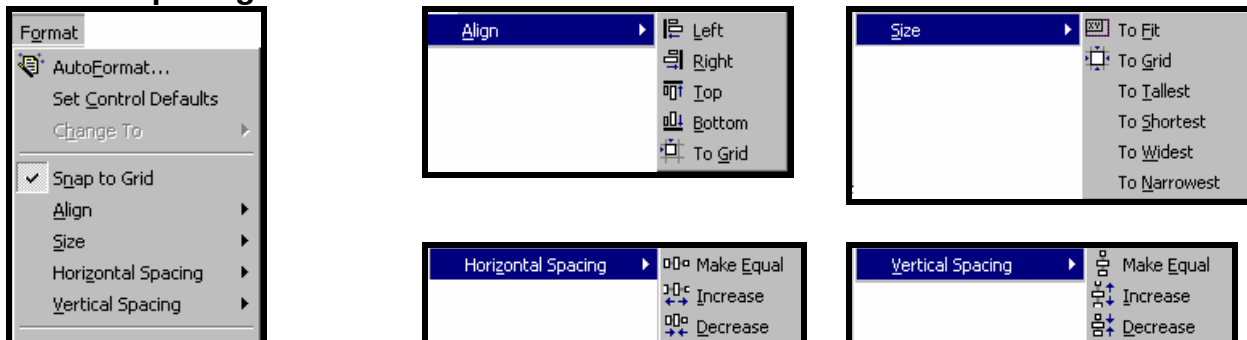 Format
AutoFormat...
Set Control Defaults
Change To
Snap to Grid
Align
Size
Horizontal Spacing
Vertical Spacing
Align
Left
Right
Top
Bottom
To Grid
Size
To Fit
To Grid
To Tallest
To Shortest
To Widest
To Narrowest
Horizontal Spacing
Make Equal
Increase
Decrease
Vertical Spacing
Make Equal
Increase
Decrease